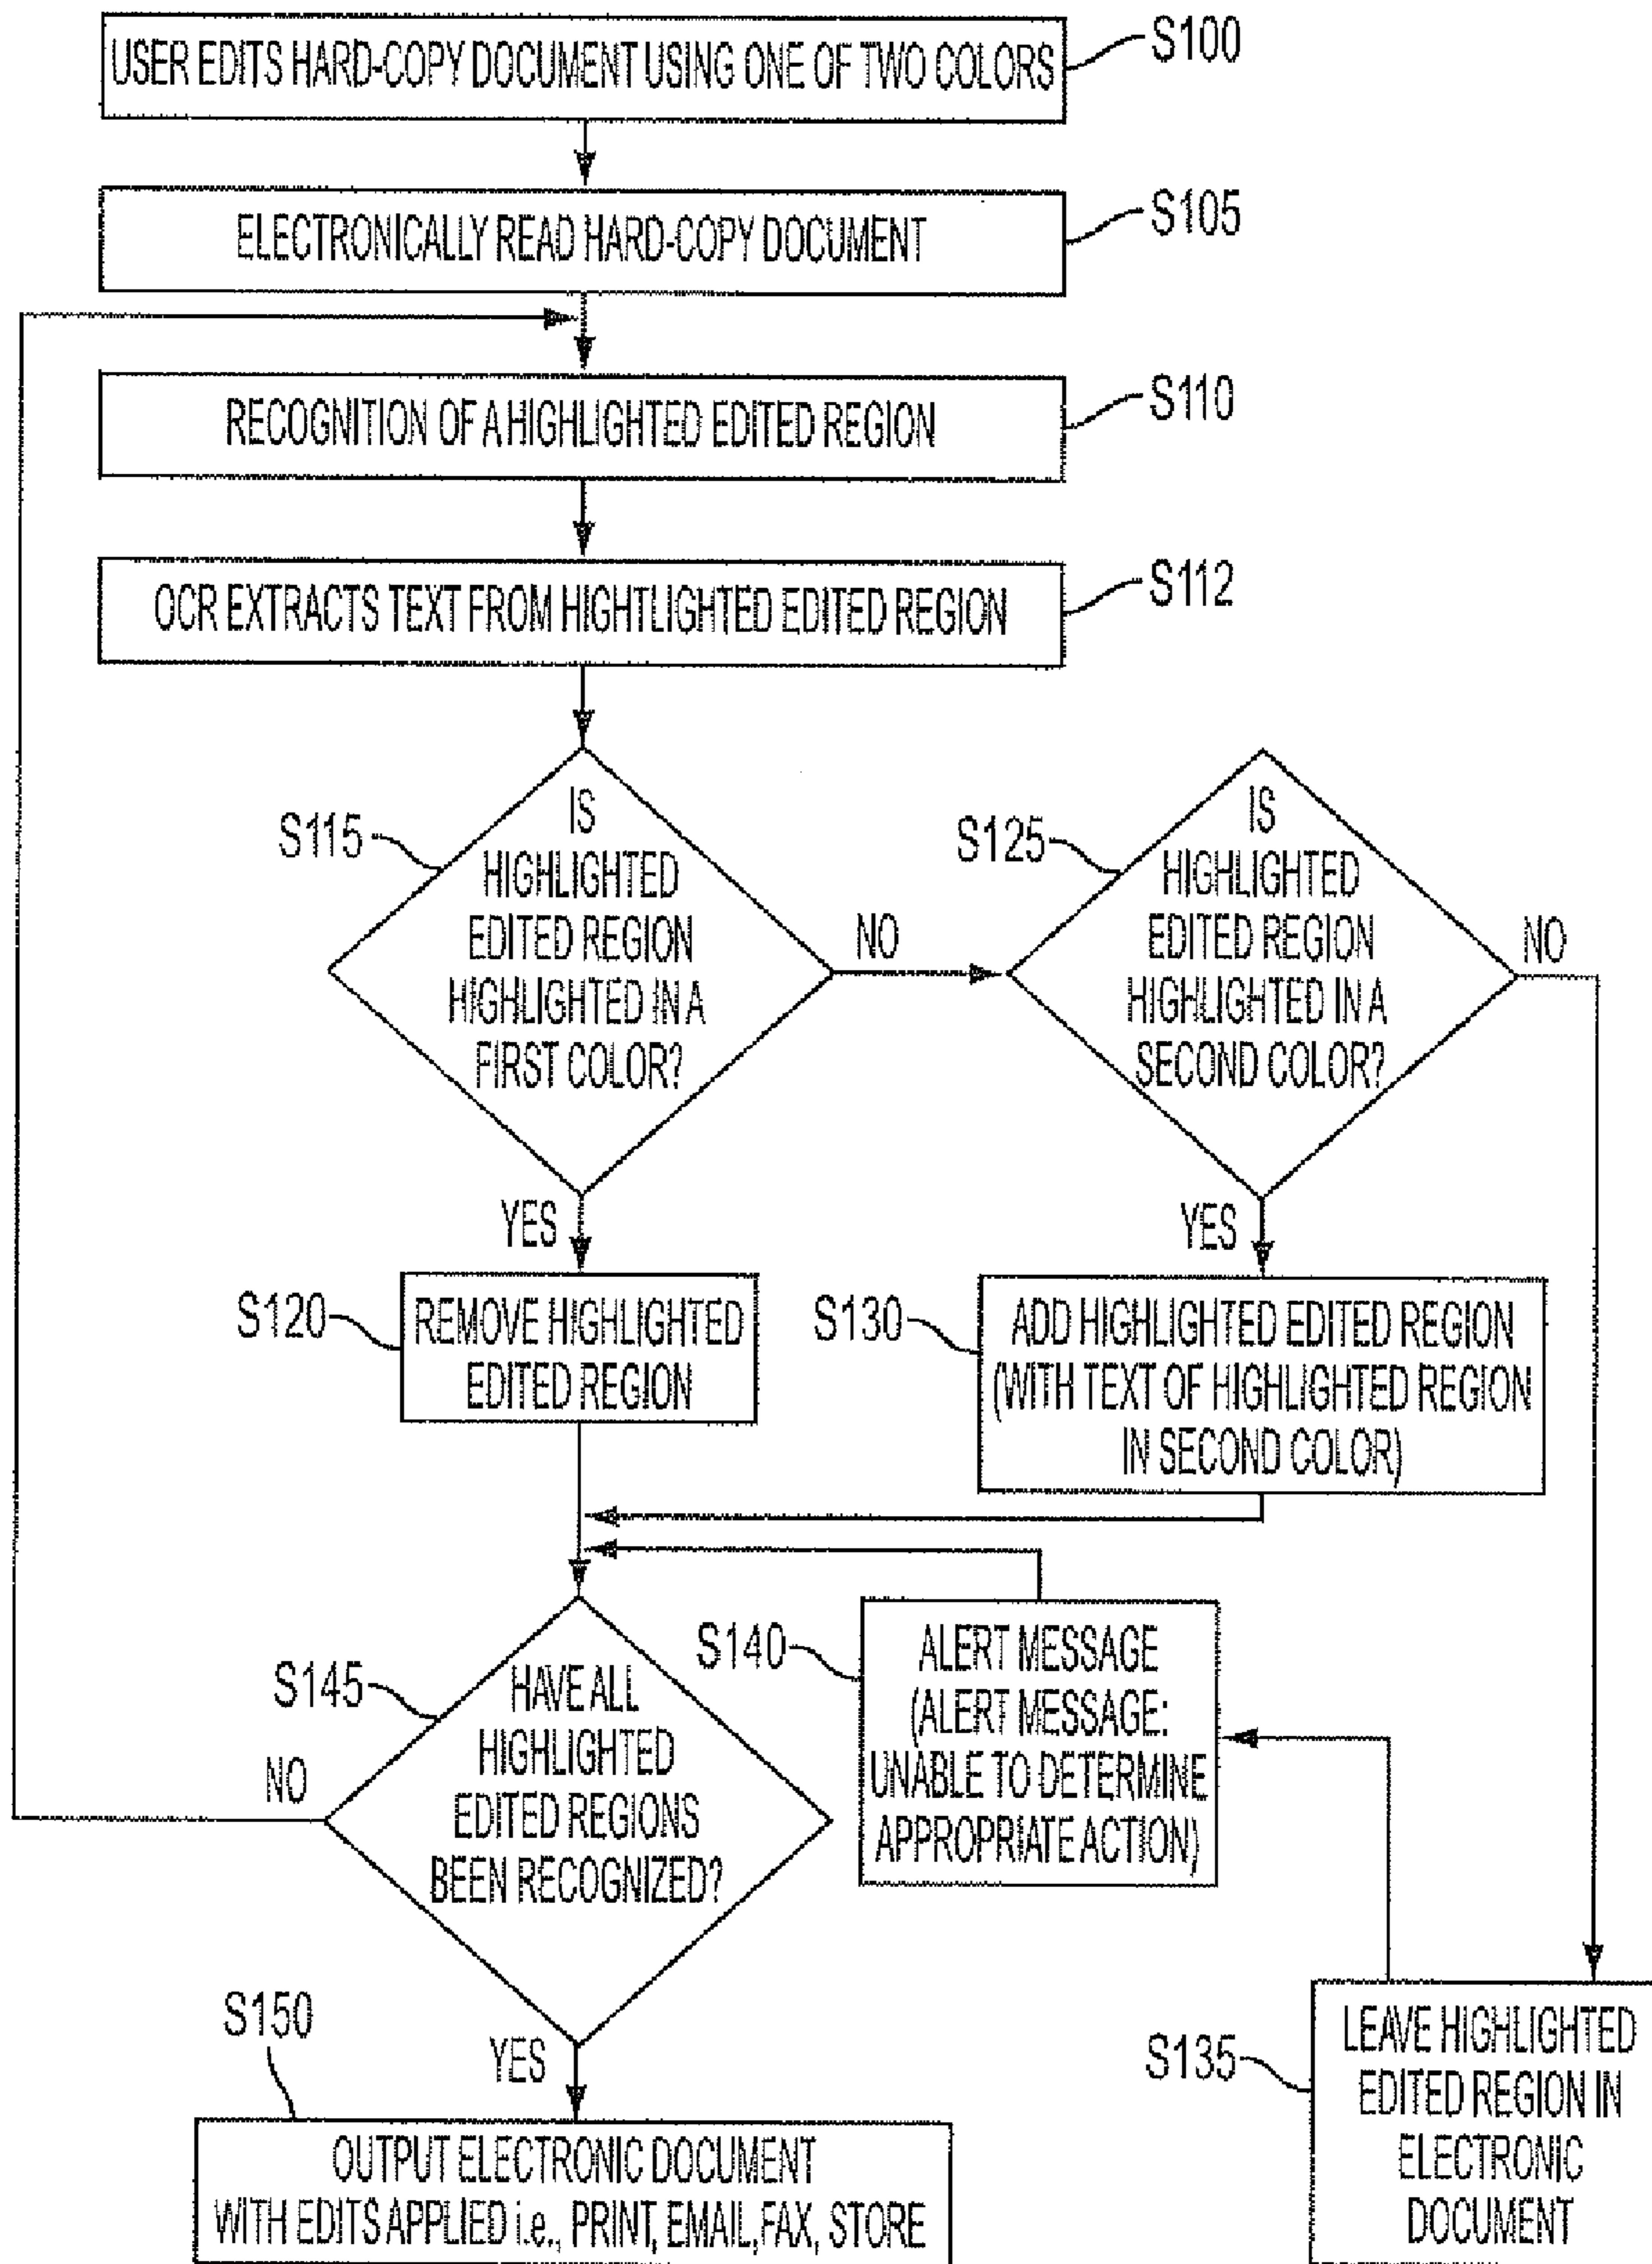 USER EDITS HARD-COPY DOCUMENT USING ONE OF TWO COLORS
S100
ELECTRONICALLY READ HARD-COPY DOCUMENT
S105
RECOGNITION OF A HIGHLIGHTED EDITED REGION
S110
OCR EXTRACTS TEXT FROM HIGHTLIGHTED EDITED REGION
S112
S115
IS
HIGHLIGHTED
EDITED REGION
HIGHLIGHTED IN A
FIRST COLOR?
NO
YES
S125
IS
HIGHLIGHTED
EDITED REGION
HIGHLIGHTED IN A
SECOND COLOR?
NO
YES
S120
REMOVE HIGHLIGHTED
EDITED REGION
S130
ADD HIGHLIGHTED EDITED REGION
(WITH TEXT OF HIGHLIGHTED REGION
IN SECOND COLOR)
S145
HAVE ALL
HIGHLIGHTED
EDITED REGIONS
BEEN RECOGNIZED?
NO
YES
S140
ALERT MESSAGE
(ALERT MESSAGE:
UNABLE TO DETERMINE
APPROPRIATE ACTION)
S135
LEAVE HIGHLIGHTED
EDITED REGION IN
ELECTRONIC
DOCUMENT
S150
OUTPUT ELECTRONIC DOCUMENT
WITH EDITS APPLIED i.e., PRINT, EMAIL, FAX, STORE